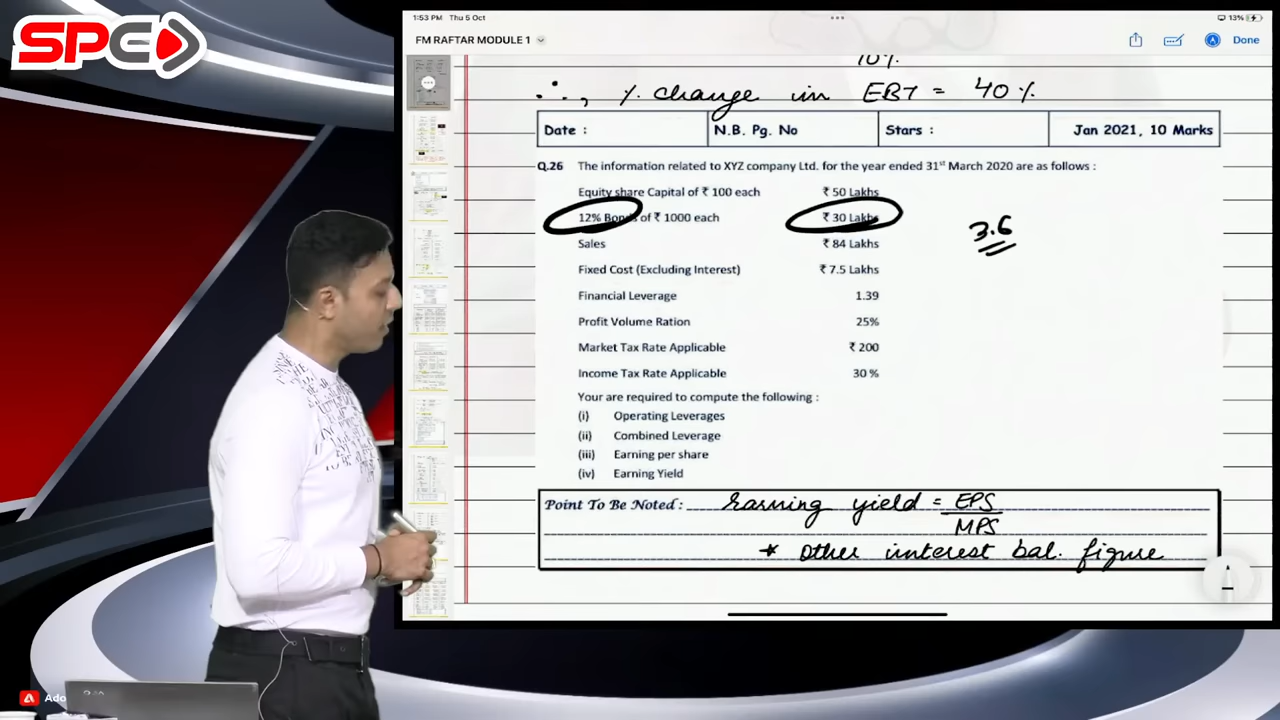 SPED
1:53 PM Thu 5 Oct
13%
FM RAFTAR MODULE 1
Done
10%
∴, % change in EBT = 40%
Date : N.B. Pg. No Stars : Jan 2021, 10 Marks
Q.26 The information related to XYZ company Ltd. for the year ended 31st March 2020 are as follows :
Equity share Capital of ₹ 100 each ₹ 50 Lakhs
12% Bonds of ₹ 1000 each ₹ 30 Lakhs
3.6
Sales ₹ 84 Lakhs
Fixed Cost (Excluding Interest) ₹ 7.5 Lakhs
Financial Leverage 1.39
Profit Volume Ration 25%
Market Tax Rate Applicable ₹ 200
Income Tax Rate Applicable 30 %
Your are required to compute the following :
(i) Operating Leverages
(ii) Combined Leverage
(iii) Earning per share
(iv) Earning Yield
Point To Be Noted : Earning yield = EPS
MPS
* Other interest bal. figure